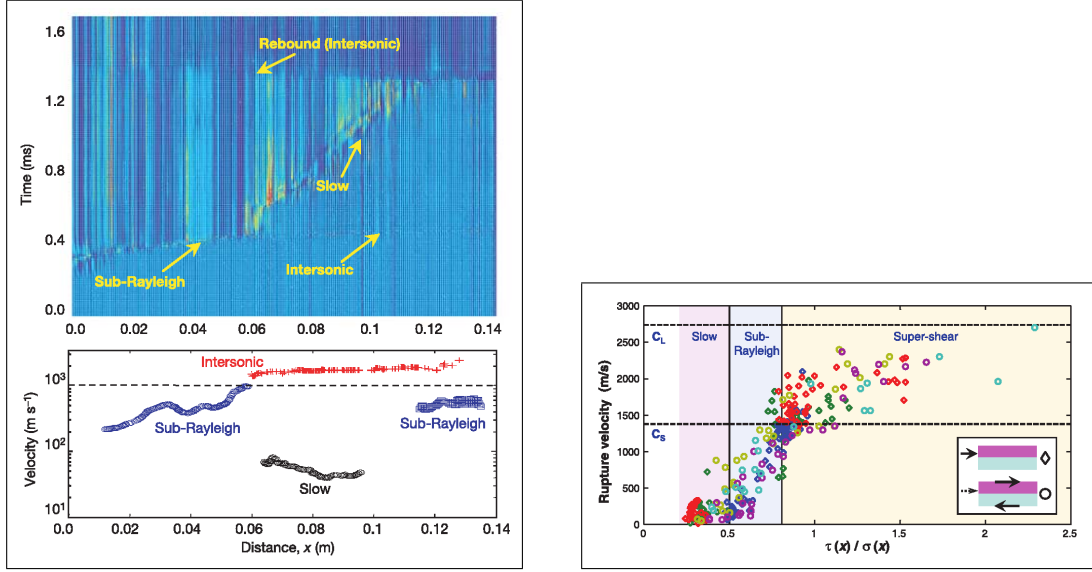 1.6
1.2
0.8
0.4
0.0
Time (ms)
Rebound (Intersonic)
Slow
Sub-Rayleigh
Intersonic
0.00 0.02 0.04 0.06 0.08 0.1 0.12 0.14
Velocity (m s⁻¹)
10³
10²
10¹
Intersonic
Sub-Rayleigh
Sub-Rayleigh
Slow
0.0 0.02 0.04 0.06 0.08 0.1 0.12 0.14
Distance, x (m)
Rupture velocity (m/s)
3000
2500
2000
1500
1000
500
0
C_L
Slow
Sub-
Rayleigh
Super-shear
C_S
0 0.5 1 1.5 2 2.5
τ(x) / σ(x)